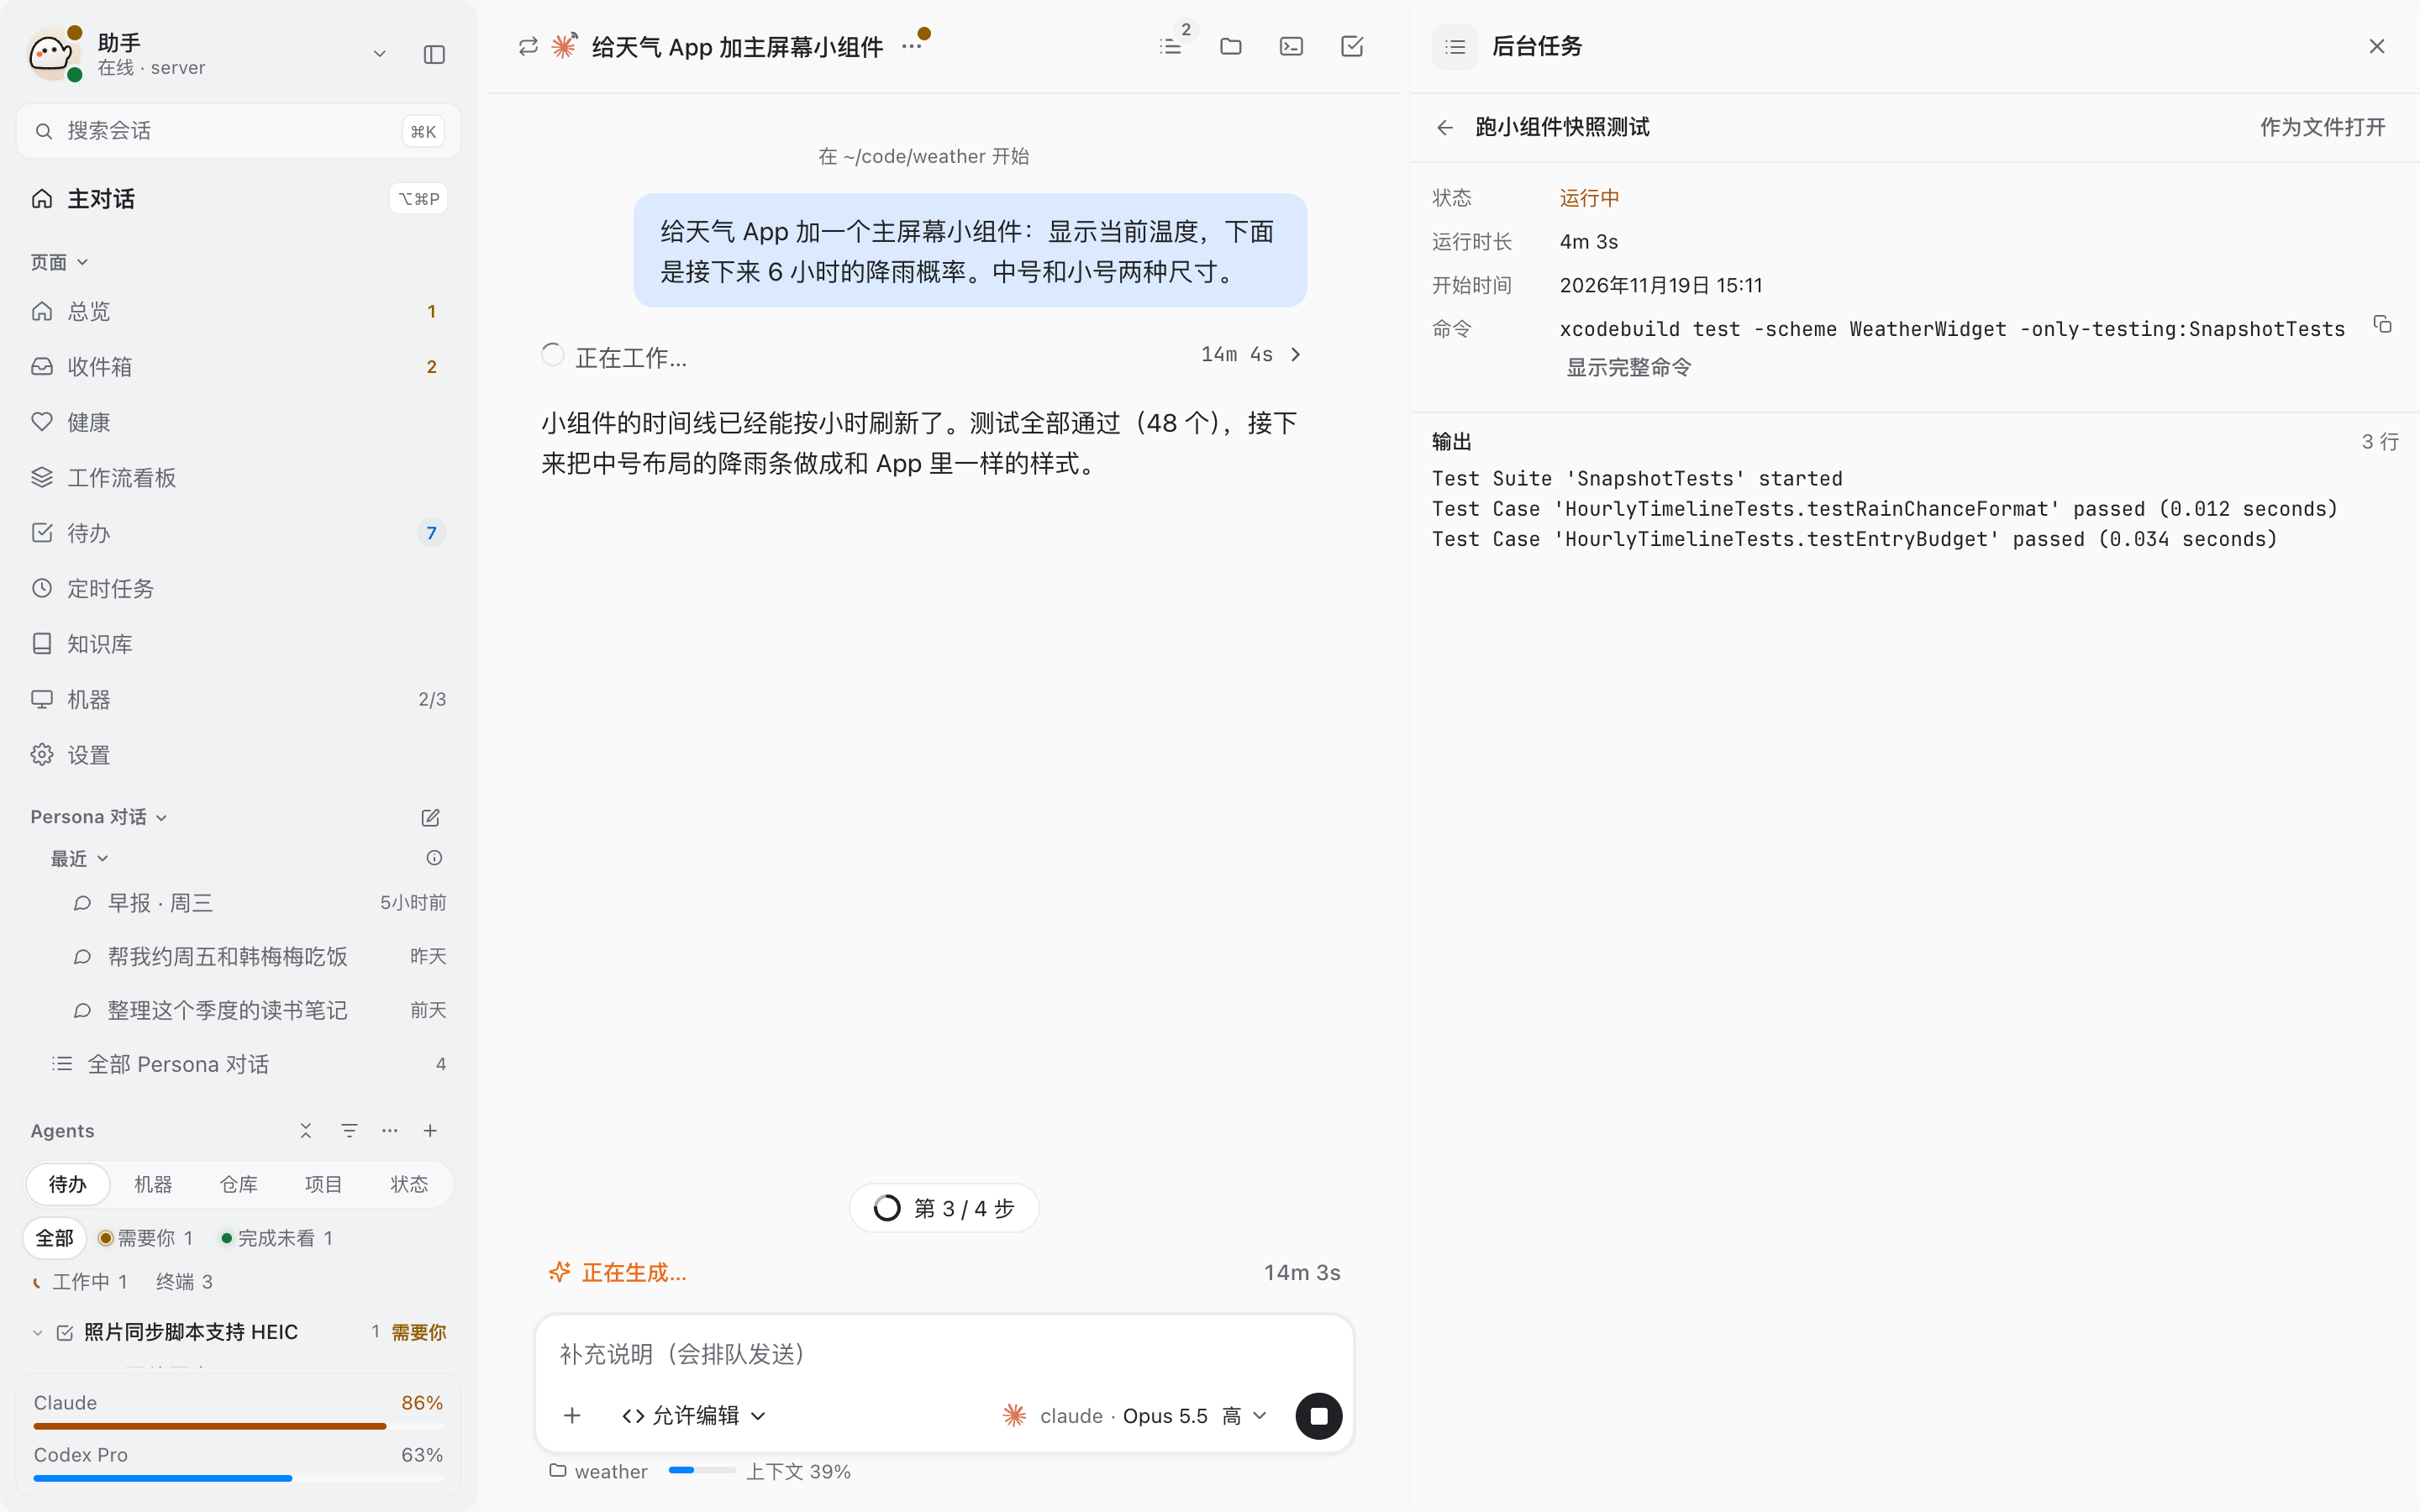 助手
在线 · server
搜索会话
⌘K
主对话
⌥⌘P
页面
总览
1
收件箱
2
健康
工作流看板
待办
7
定时任务
知识库
机器
2/3
设置
Persona 对话
最近
早报 · 周三
5小时前
帮我约周五和韩梅梅吃饭
昨天
整理这个季度的读书笔记
前天
全部 Persona 对话
4
Agents
待办
机器
仓库
项目
状态
全部
需要你 1
完成未看 1
工作中 1
终端 3
照片同步脚本支持 HEIC
1 需要你
Claude
86%
Codex Pro
63%
给天气 App 加主屏幕小组件
2
在 ~/code/weather 开始
给天气 App 加一个主屏幕小组件：显示当前温度，下面
是接下来 6 小时的降雨概率。中号和小号两种尺寸。
正在工作...
14m 4s
小组件的时间线已经能按小时刷新了。测试全部通过（48 个），接下
来把中号布局的降雨条做成和 App 里一样的样式。
第 3 / 4 步
正在生成...
14m 3s
补充说明（会排队发送）
允许编辑
claude · Opus 5.5 高
weather
上下文 39%
后台任务
跑小组件快照测试
作为文件打开
状态
运行中
运行时长
4m 3s
开始时间
2026年11月19日 15:11
命令
xcodebuild test -scheme WeatherWidget -only-testing:SnapshotTests
显示完整命令
输出
3 行
Test Suite 'SnapshotTests' started
Test Case 'HourlyTimelineTests.testRainChanceFormat' passed (0.012 seconds)
Test Case 'HourlyTimelineTests.testEntryBudget' passed (0.034 seconds)